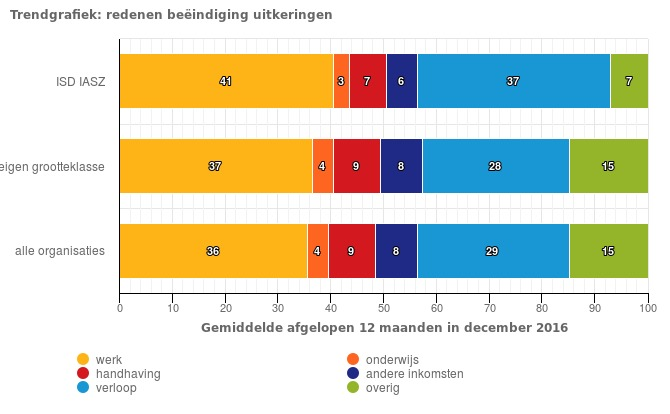 Trendgrafiek: redenen beëindiging uitkeringen
ISD IASZ 41 3 7 6 37 7
eigen grootteklasse 37 4 9 8 28 15
alle organisaties 36 4 9 8 29 15
0 10 20 30 40 50 60 70 80 90 100
Gemiddelde afgelopen 12 maanden in december 2016
werk onderwijs
handhaving andere inkomsten
verloop overig